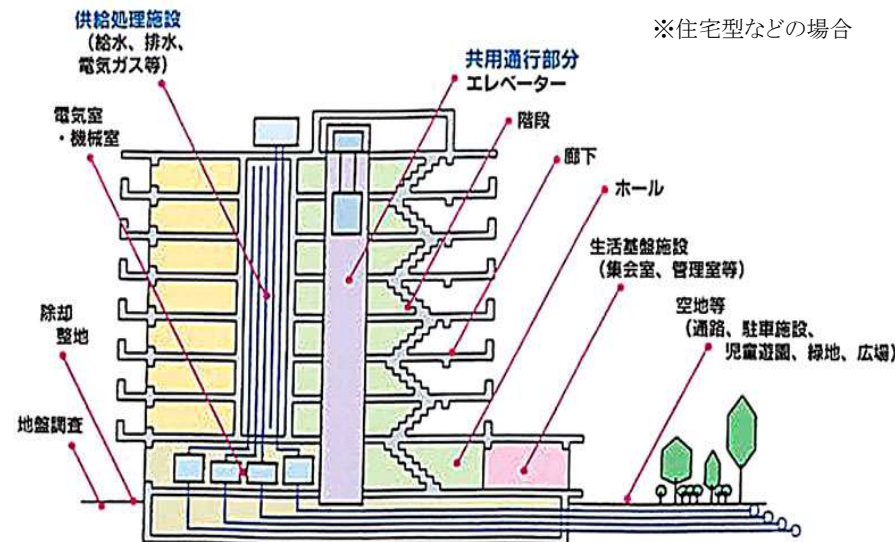 ※住宅型などの場合
供給処理施設
（給水、排水、
電気ガス等）
共用通行部分
エレベーター
電気室
・機械室
階段
廊下
ホール
生活基盤施設
（集会室、管理室等）
空地等
（通路、駐車施設、
児童遊園、緑地、広場）
除却
整地
地盤調査